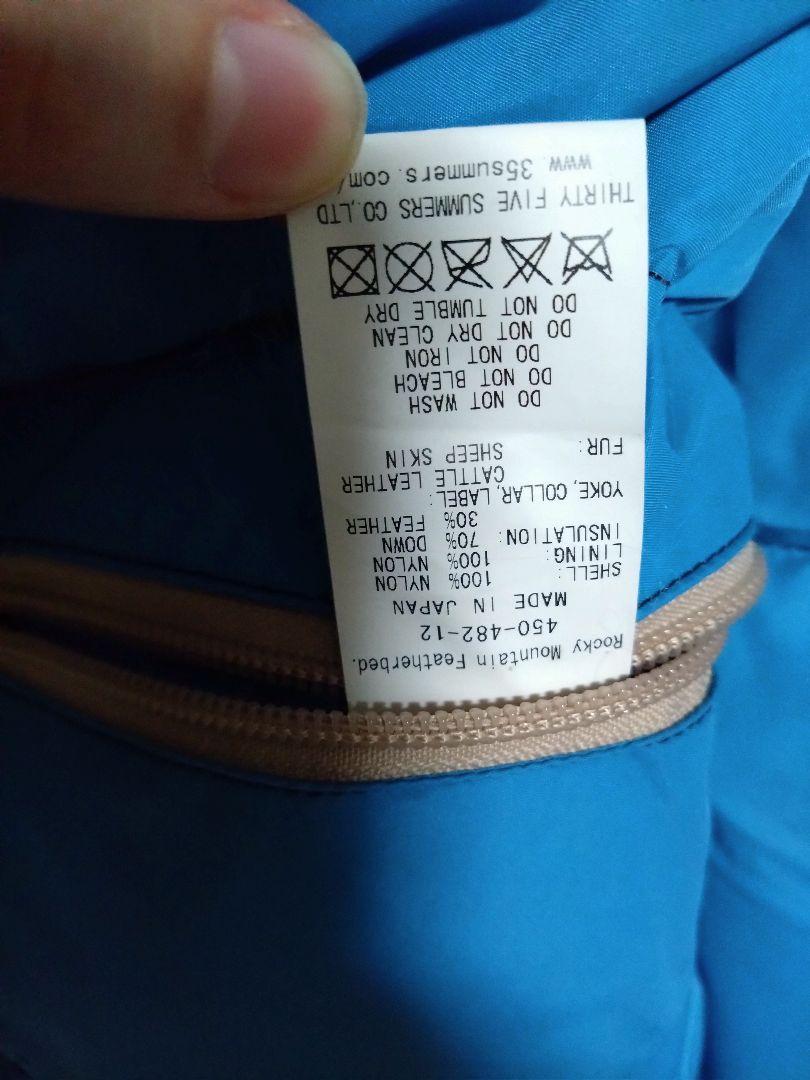 Rocky Mountain Featherbed.
450-482-12
MADE IN JAPAN
SHELL: 100% NYLON
LINING: 100% NYLON
INSULATION: 70% DOWN
30% FEATHER
YOKE, COLLAR, LABEL:
CATTLE LEATHER
FUR: SHEEP SKIN
DO NOT WASH
DO NOT BLEACH
DO NOT IRON
DO NOT DRY CLEAN
DO NOT TUMBLE DRY
THIRTY FIVE SUMMERS CO.,LTD
www.35summers.com/